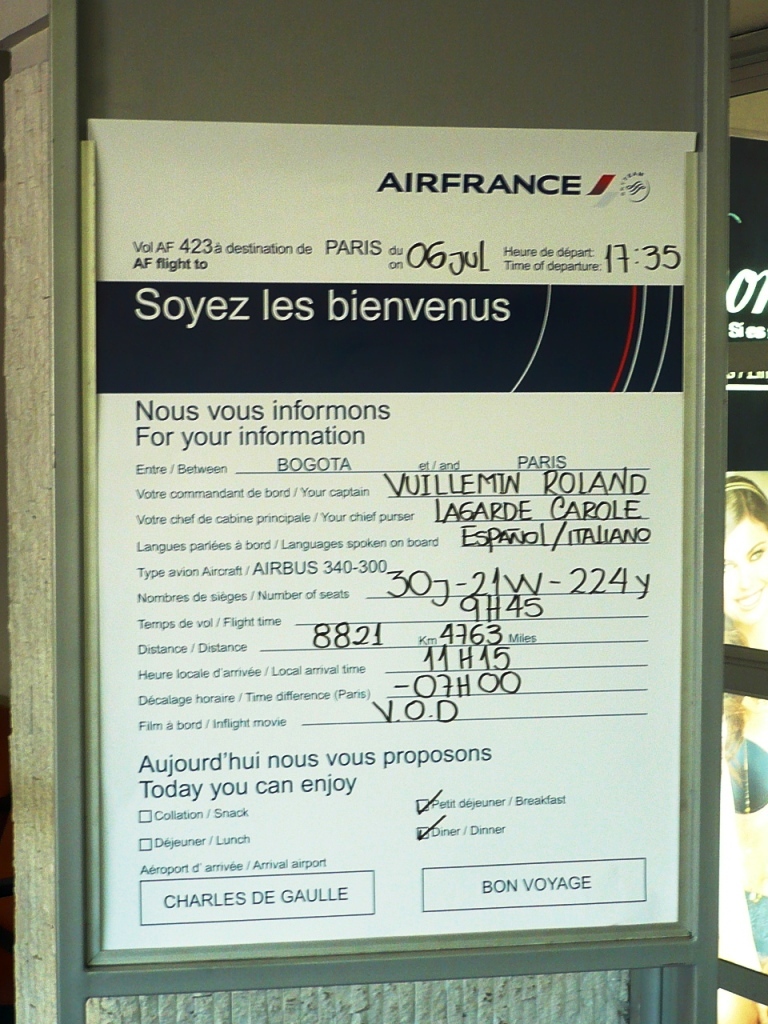 AIRFRANCE
SKYTEAM
Vol AF 423 à destination de PARIS du 06 JUL Heure de départ: 17:35
AF flight to on Time of departure:
Soyez les bienvenus
Nous vous informons
For your information
Entre / Between BOGOTA et / and PARIS
Votre commandant de bord / Your captain VUILLEMIN ROLAND
Votre chef de cabine principale / Your chief purser LAGARDE CAROLE
Langues parlées à bord / Languages spoken on board ESPAÑOL/ITALIANO
Type avion Aircraft / AIRBUS 340-300
Nombres de sièges / Number of seats 30J-21W-224Y
Temps de vol / Flight time 9H45
Distance / Distance 8821 Km 4763 Miles
Heure locale d'arrivée / Local arrival time 11H15
Décalage horaire / Time difference (Paris) -07H00
Film à bord / Inflight movie V.O.D
Aujourd'hui nous vous proposons
Today you can enjoy
Collation / Snack Petit déjeuner / Breakfast
Déjeuner / Lunch Diner / Dinner
Aéroport d' arrivée / Arrival airport
CHARLES DE GAULLE BON VOYAGE
Si es